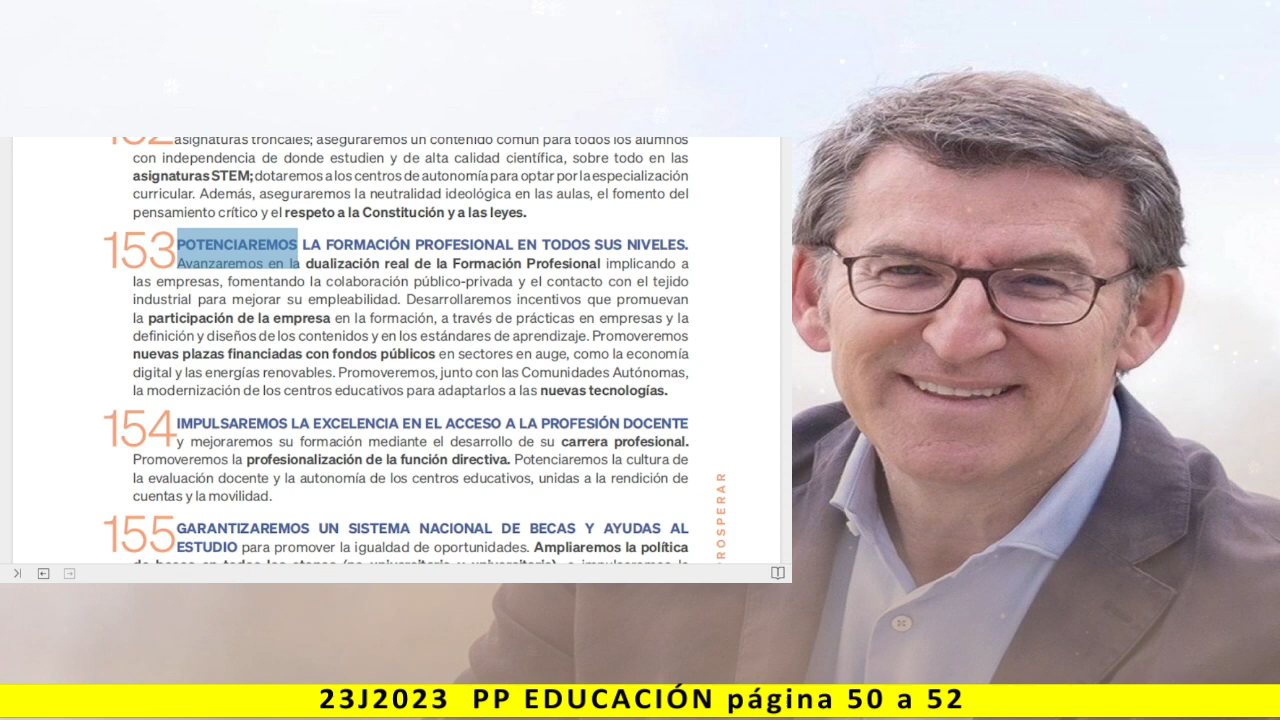 asignaturas troncales; aseguraremos un contenido común para todos los alumnos
con independencia de donde estudien y de alta calidad científica, sobre todo en las
asignaturas STEM; dotaremos a los centros de autonomía para optar por la especialización
curricular. Además, aseguraremos la neutralidad ideológica en las aulas, el fomento del
pensamiento crítico y el respeto a la Constitución y a las leyes.
153 POTENCIAREMOS LA FORMACIÓN PROFESIONAL EN TODOS SUS NIVELES.
Avanzaremos en la dualización real de la Formación Profesional implicando a
las empresas, fomentando la colaboración público-privada y el contacto con el tejido
industrial para mejorar su empleabilidad. Desarrollaremos incentivos que promuevan
la participación de la empresa en la formación, a través de prácticas en empresas y la
definición y diseños de los contenidos y en los estándares de aprendizaje. Promoveremos
nuevas plazas financiadas con fondos públicos en sectores en auge, como la economía
digital y las energías renovables. Promoveremos, junto con las Comunidades Autónomas,
la modernización de los centros educativos para adaptarlos a las nuevas tecnologías.
154 IMPULSAREMOS LA EXCELENCIA EN EL ACCESO A LA PROFESIÓN DOCENTE
y mejoraremos su formación mediante el desarrollo de su carrera profesional.
Promoveremos la profesionalización de la función directiva. Potenciaremos la cultura de
la evaluación docente y la autonomía de los centros educativos, unidas a la rendición de
cuentas y la movilidad.
155 GARANTIZAREMOS UN SISTEMA NACIONAL DE BECAS Y AYUDAS AL
ESTUDIO para promover la igualdad de oportunidades. Ampliaremos la política
ROSPERAR
23J2023 PP EDUCACIÓN página 50 a 52